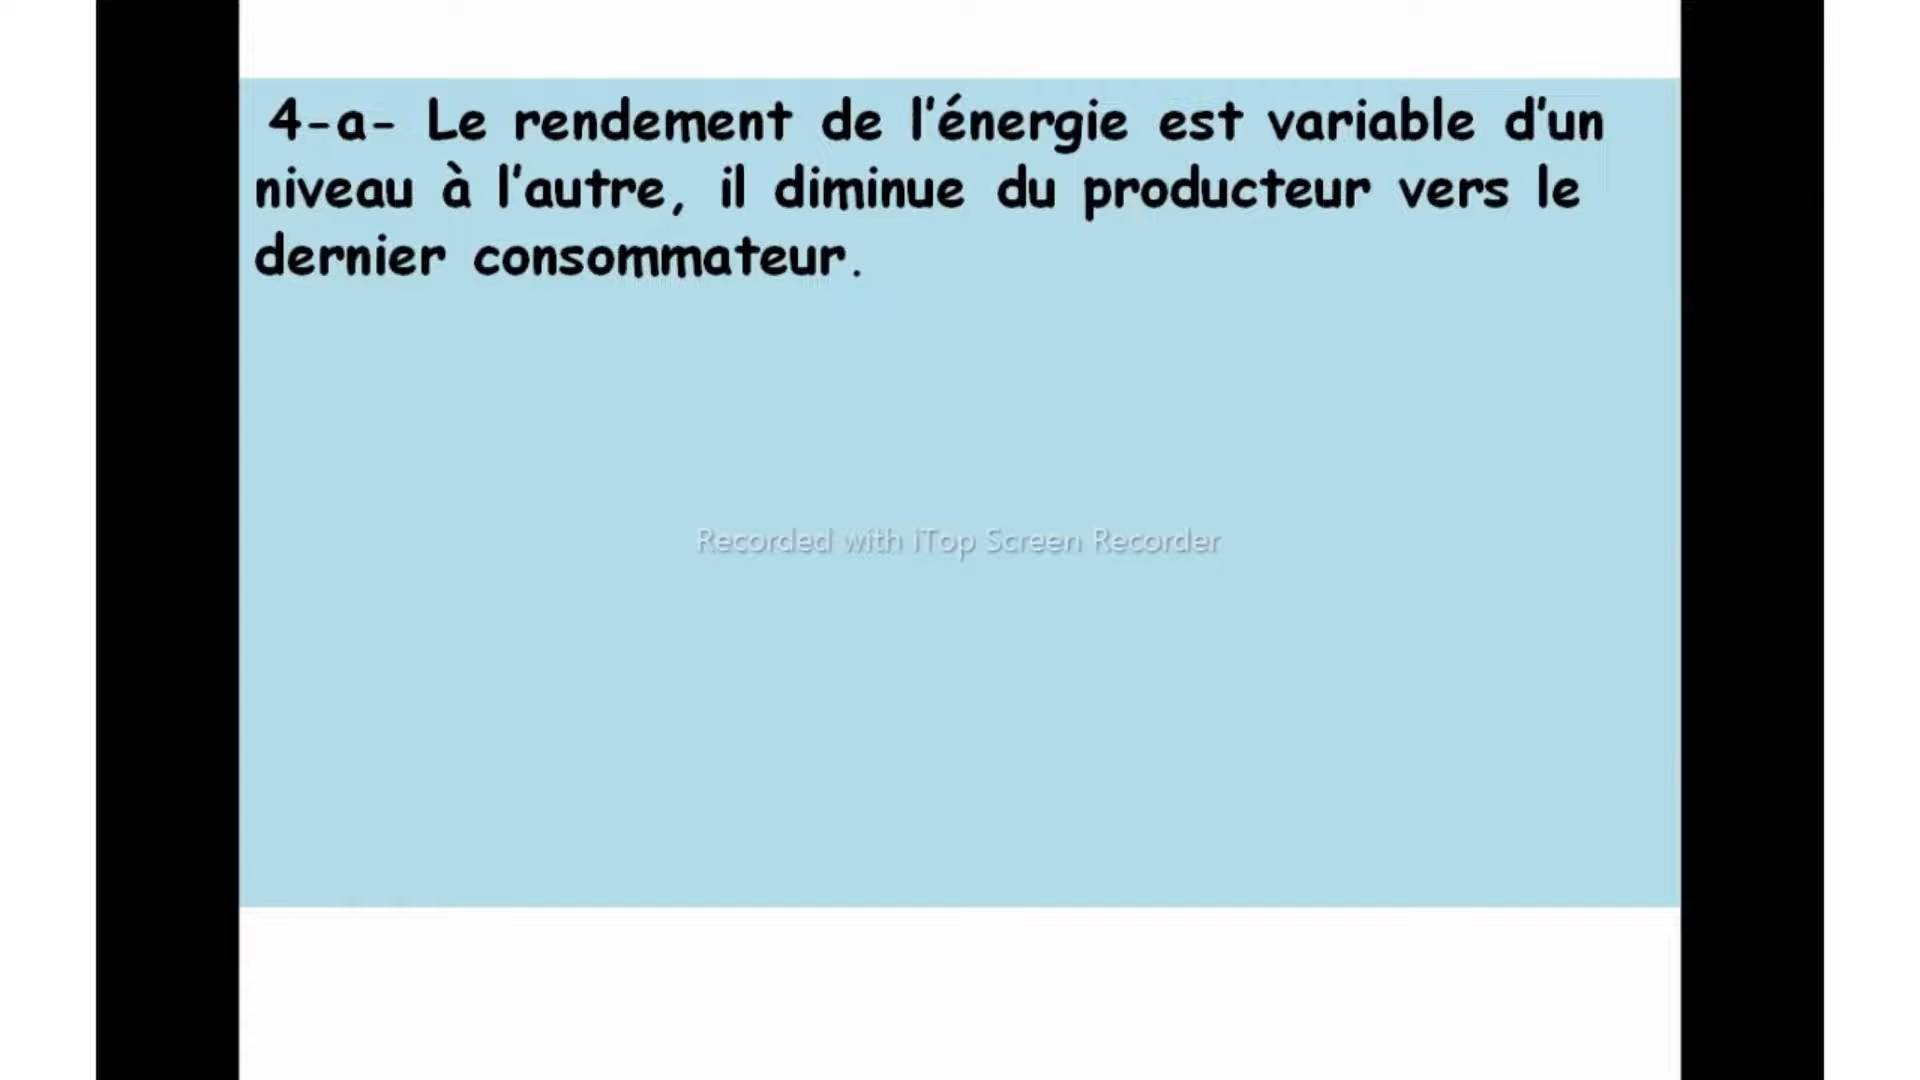 4-a- Le rendement de l'énergie est variable d'un
niveau à l'autre, il diminue du producteur vers le
dernier consommateur.
Recorded with iTop Screen Recorder